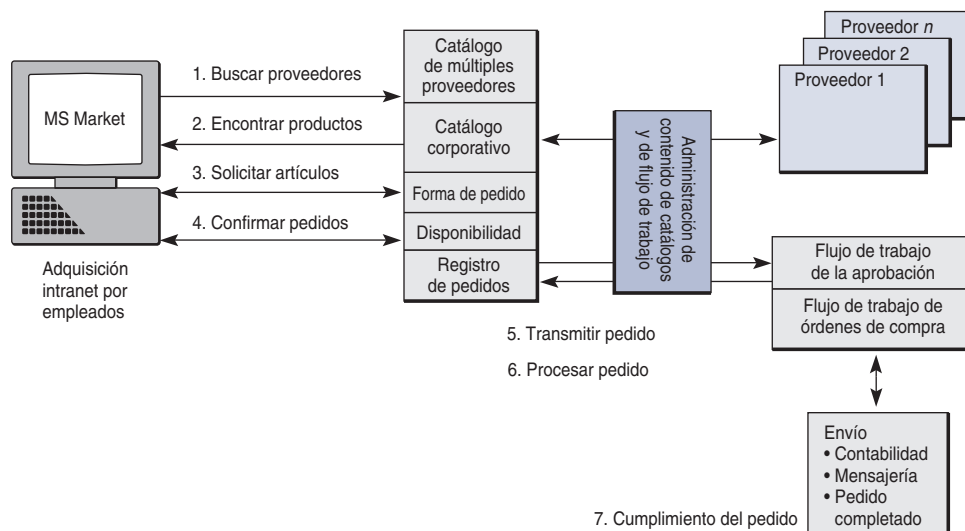 MS Market
Adquisición
intranet por
empleados
1. Buscar proveedores
2. Encontrar productos
3. Solicitar artículos
4. Confirmar pedidos
Catálogo
de múltiples
proveedores
Catálogo
corporativo
Forma de pedido
Disponibilidad
Registro
de pedidos
Administración de
contenido de catálogos
y de flujo de trabajo
Proveedor n
Proveedor 2
Proveedor 1
Flujo de trabajo
de la aprobación
Flujo de trabajo de
órdenes de compra
5. Transmitir pedido
6. Procesar pedido
Envío
• Contabilidad
• Mensajería
• Pedido
completado
7. Cumplimiento del pedido